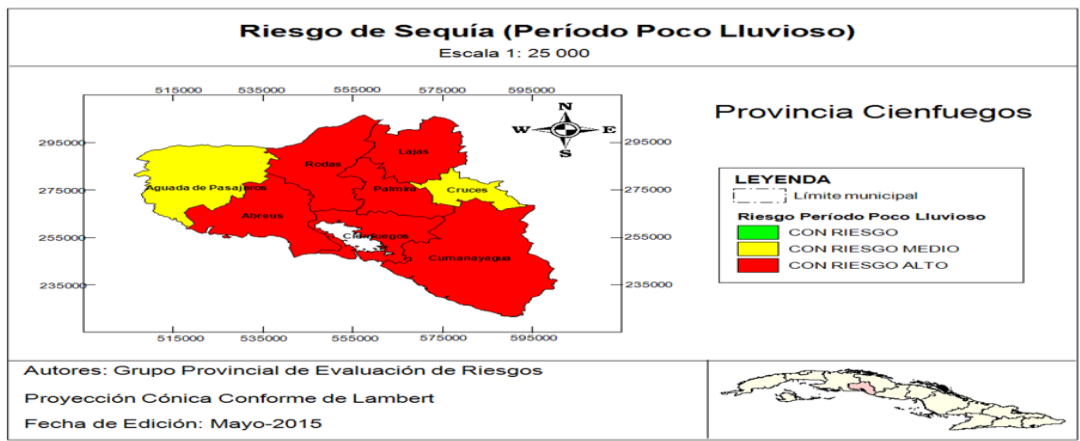 Riesgo de Sequía (Período Poco Lluvioso)
Escala 1: 25 000
515000 535000 555000 575000 595000
Provincia Cienfuegos
N
W E
S
295000 295000
275000 275000
255000 255000
235000 235000
Rodas
Lajas
Aguada de Pasajeros
Palmira
Cruces
Abreus
Cienfuegos
Cumanayagua
515000 535000 555000 575000 595000
LEYENDA
Límite municipal
Riesgo Período Poco Lluvioso
CON RIESGO
CON RIESGO MEDIO
CON RIESGO ALTO
Autores: Grupo Provincial de Evaluación de Riesgos
Proyección Cónica Conforme de Lambert
Fecha de Edición: Mayo-2015